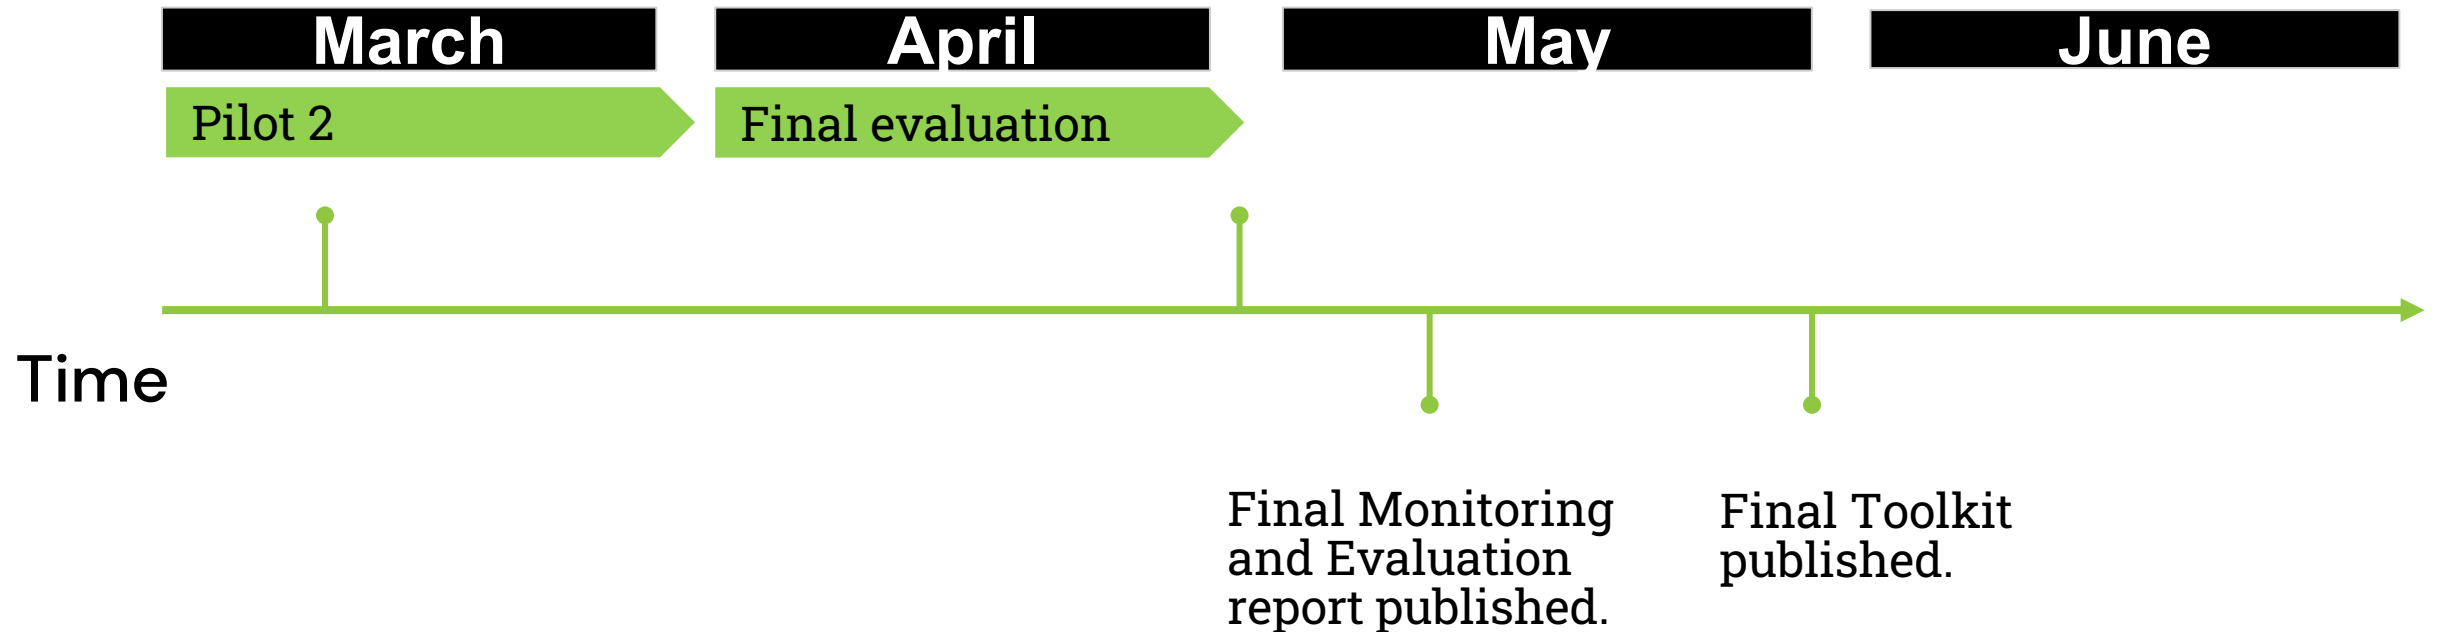 March
April
May
June
Pilot 2
Final evaluation
Time
Final Monitoring
and Evaluation
report published.
Final Toolkit
published.